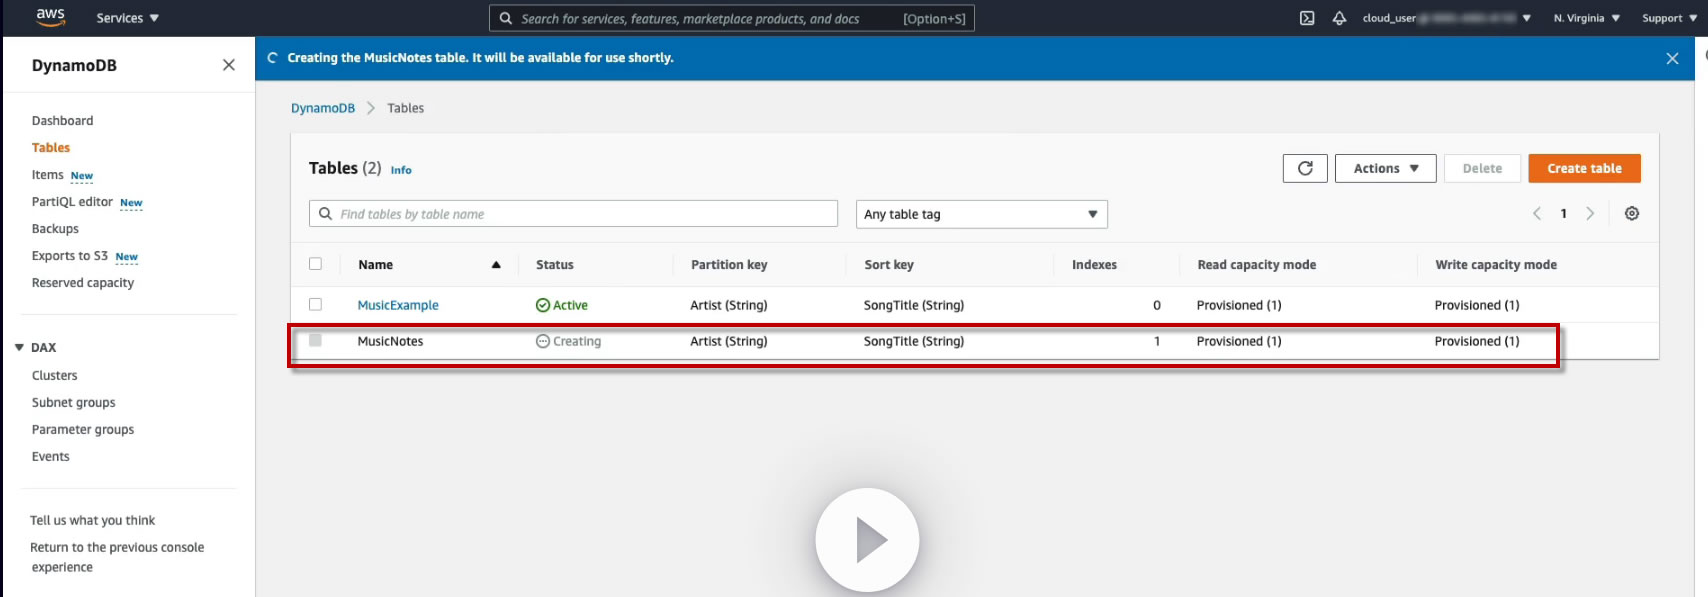 aws Services Search for services, features, marketplace products, and docs [Option+S] cloud_user N. Virginia Support
DynamoDB
Creating the MusicNotes table. It will be available for use shortly.
Dashboard
Tables
Items New
PartiQL editor New
Backups
Exports to S3 New
Reserved capacity
DAX
Clusters
Subnet groups
Parameter groups
Events
Tell us what you think
Return to the previous console
experience
DynamoDB > Tables
Tables (2) Info Actions Delete Create table
Find tables by table name Any table tag 1
Name Status Partition key Sort key Indexes Read capacity mode Write capacity mode
MusicExample Active Artist (String) SongTitle (String) 0 Provisioned (1) Provisioned (1)
MusicNotes Creating Artist (String) SongTitle (String) 1 Provisioned (1) Provisioned (1)